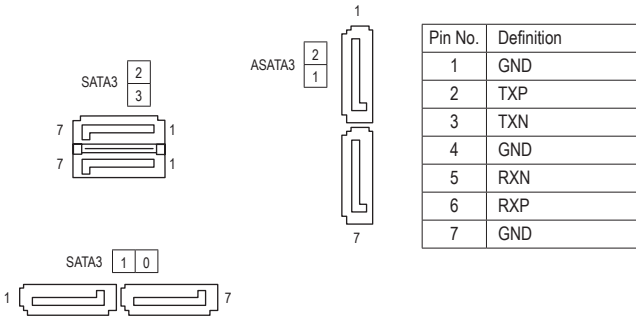 1
ASATA3 2
1
SATA3 2
3
7 1
7 1
7
SATA3 1 0
1 7
Pin No. Definition
1 GND
2 TXP
3 TXN
4 GND
5 RXN
6 RXP
7 GND